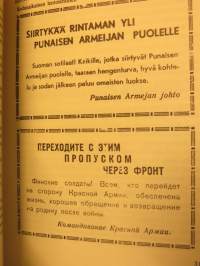 SIIRTYKÄÄ RINTAMAN YLI
PUNAISEN ARMEIJAN PUOLELLE
Suomen sotilaat! Kaikille, jotka siirtyvät Punaisen
Armeijan puolelle, taataan hengenturva, hyvä kohte-
lu ja sodan jälkeen paluu omaisten luokse.
Punaisen Armejan johto
ПЕРЕХОДИТЕ С ЭТИМ
ПРОПУСКОМ
ЧЕРЕЗ ФРОНТ
Финские солдаты! Всем, кто перейдет
на сторону Красной Армии, обеспечена
жизнь, хорошее обращение и возвращение
на родину после войны.
Командование Красной Армии.